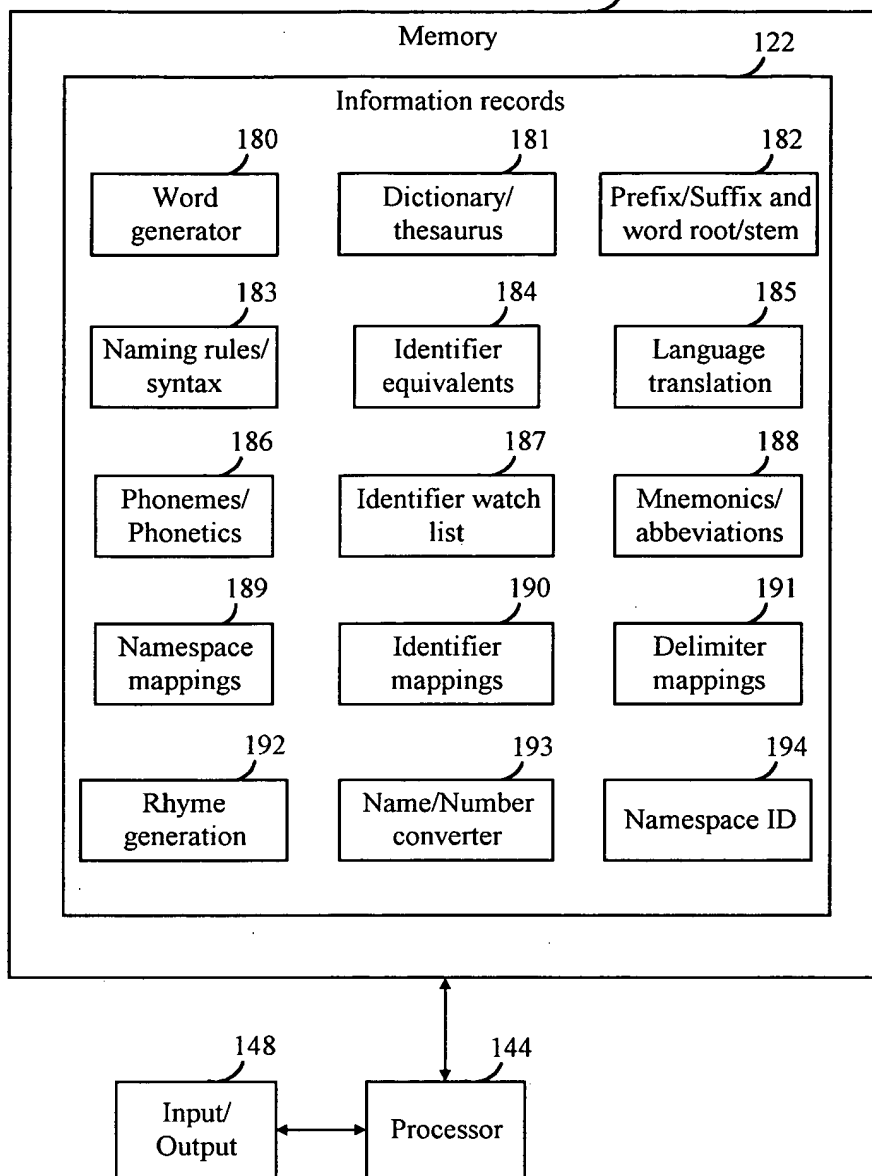 Memory
122
Information records
180 181 182
Word Dictionary/ Prefix/Suffix and
generator thesaurus word root/stem
183 184 185
Naming rules/ Identifier Language
syntax equivalents translation
186 187 188
Phonemes/ Identifier watch Mnemonics/
Phonetics list abbeviations
189 190 191
Namespace Identifier Delimiter
mappings mappings mappings
192 193 194
Rhyme Name/Number Namespace ID
generation converter
148 144
Input/ Processor
Output